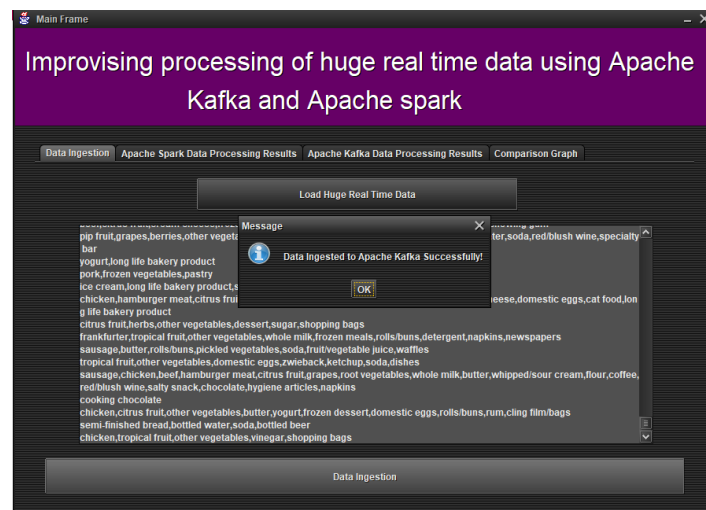 Main Frame
Improvising processing of huge real time data using Apache
Kafka and Apache spark
Data Ingestion Apache Spark Data Processing Results Apache Kafka Data Processing Results Comparison Graph
Load Huge Real Time Data
Message
pip fruit,grapes,berries,other ter,soda,red/blush wine,specialty
bar
Data Ingested to Apache Kafka Successfully!
yogurt,long life bakery product
pork,frozen vegetables,pastry
ice cream,long life bakery product,s
OK
chicken,hamburger meat,citrus domestic eggs,cat food,lon
g life bakery product
citrus fruit,herbs,other vegetables,dessert,sugar,shopping bags
frankfurter,tropical fruit,other vegetables,whole milk,frozen meals,rolls/buns,detergent,napkins,newspapers
sausage,butter,rolls/buns,pickled vegetables,soda,fruit/vegetable juice,waffles
tropical fruit,other vegetables,domestic eggs,zwieback,ketchup,soda,dishes
sausage,chicken,beef,hamburger meat,citrus fruit,grapes,root vegetables,whole milk,butter,whipped/sour cream,flour,coffee,
red/blush wine,salty snack,chocolate,hygiene articles,napkins
cooking chocolate
chicken,citrus fruit,other vegetables,butter,yogurt,frozen dessert,domestic eggs,rolls/buns,rum,cling film/bags
semi-finished bread,bottled water,soda,bottled beer
chicken,tropical fruit,other vegetables,vinegar,shopping bags
Data Ingestion